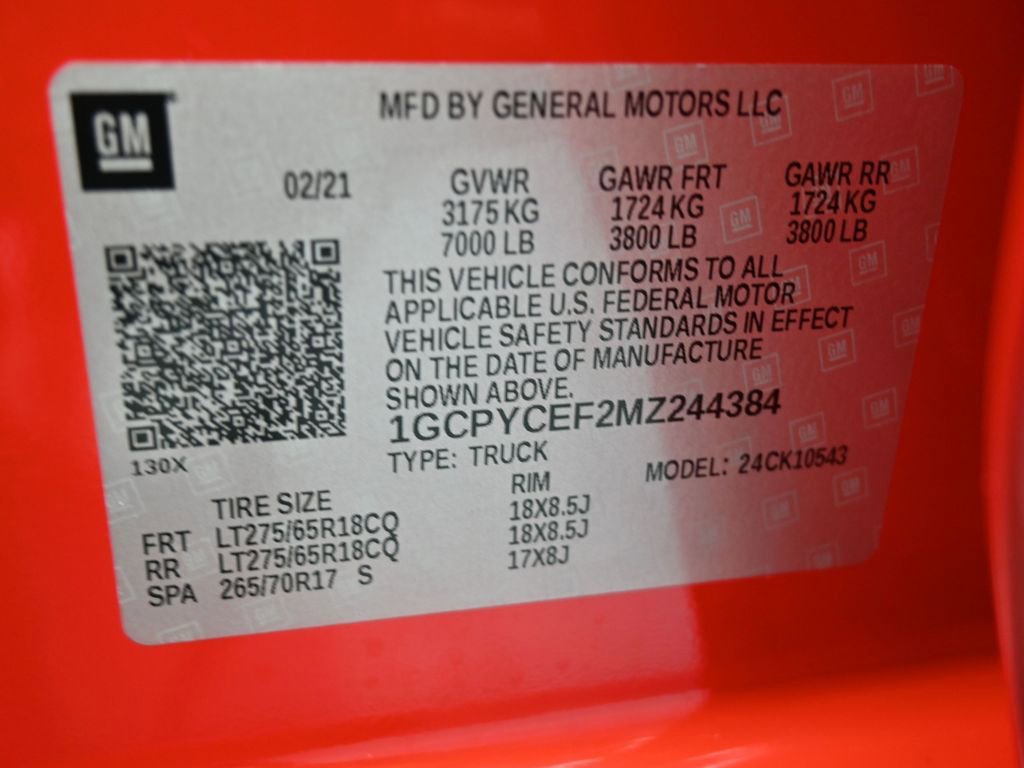 GM
MFD BY GENERAL MOTORS LLC
02/21
GVWR GAWR FRT GAWR RR
3175 KG 1724 KG 1724 KG
7000 LB 3800 LB 3800 LB
THIS VEHICLE CONFORMS TO ALL
APPLICABLE U.S. FEDERAL MOTOR
VEHICLE SAFETY STANDARDS IN EFFECT
ON THE DATE OF MANUFACTURE
SHOWN ABOVE.
1GCPYCEF2MZ244384
130X
TYPE: TRUCK MODEL: 24CK10543
TIRE SIZE RIM
FRT LT275/65R18CQ 18X8.5J
RR LT275/65R18CQ 18X8.5J
SPA 265/70R17 S 17X8J